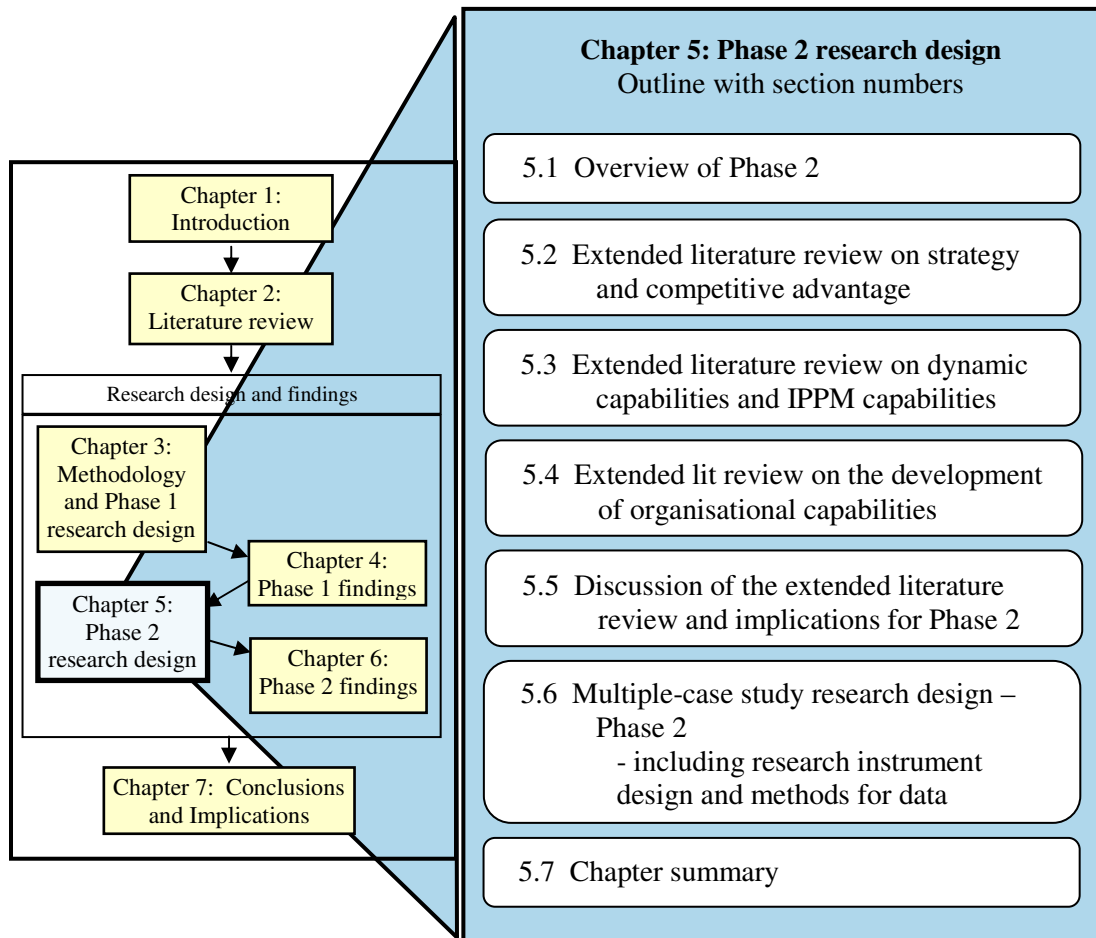 Chapter 1:
Introduction
Chapter 2:
Literature review
Research design and findings
Chapter 3:
Methodology
and Phase 1
research design
Chapter 4:
Phase 1 findings
Chapter 5:
Phase 2
research design
Chapter 6:
Phase 2 findings
Chapter 7: Conclusions
and Implications
Chapter 5: Phase 2 research design
Outline with section numbers
5.1 Overview of Phase 2
5.2 Extended literature review on strategy
and competitive advantage
5.3 Extended literature review on dynamic
capabilities and IPPM capabilities
5.4 Extended lit review on the development
of organisational capabilities
5.5 Discussion of the extended literature
review and implications for Phase 2
5.6 Multiple-case study research design –
Phase 2
- including research instrument
design and methods for data
5.7 Chapter summary